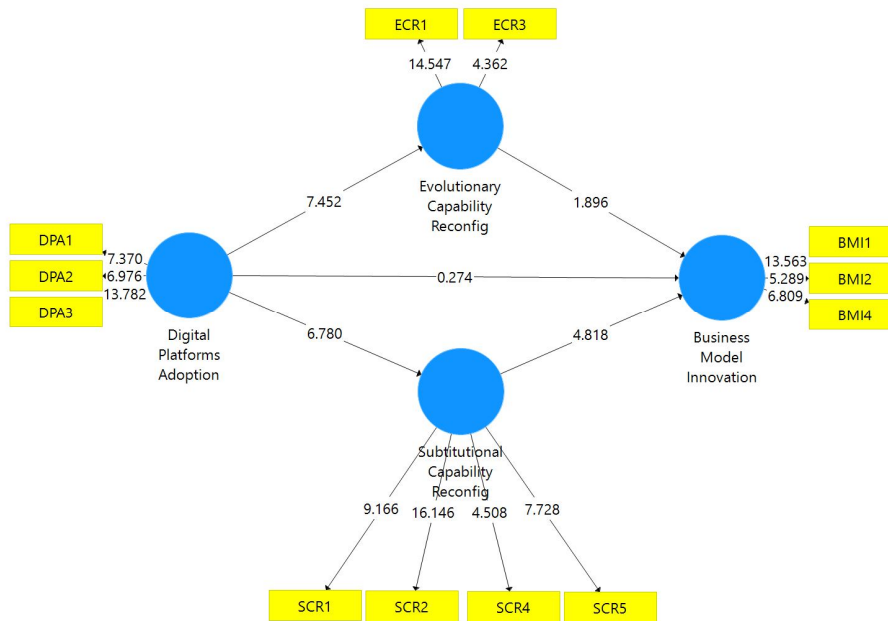 ECR1
ECR3
14.547
4.362
Evolutionary
Capability
Reconfig
7.452
1.896
DPA1
DPA2
DPA3
7.370
6.976
13.782
Digital
Platforms
Adoption
0.274
13.563
5.289
6.809
BMI1
BMI2
BMI4
Business
Model
Innovation
6.780
4.818
Subtitutional
Capability
Reconfig
9.166
16.146
4.508
7.728
SCR1
SCR2
SCR4
SCR5